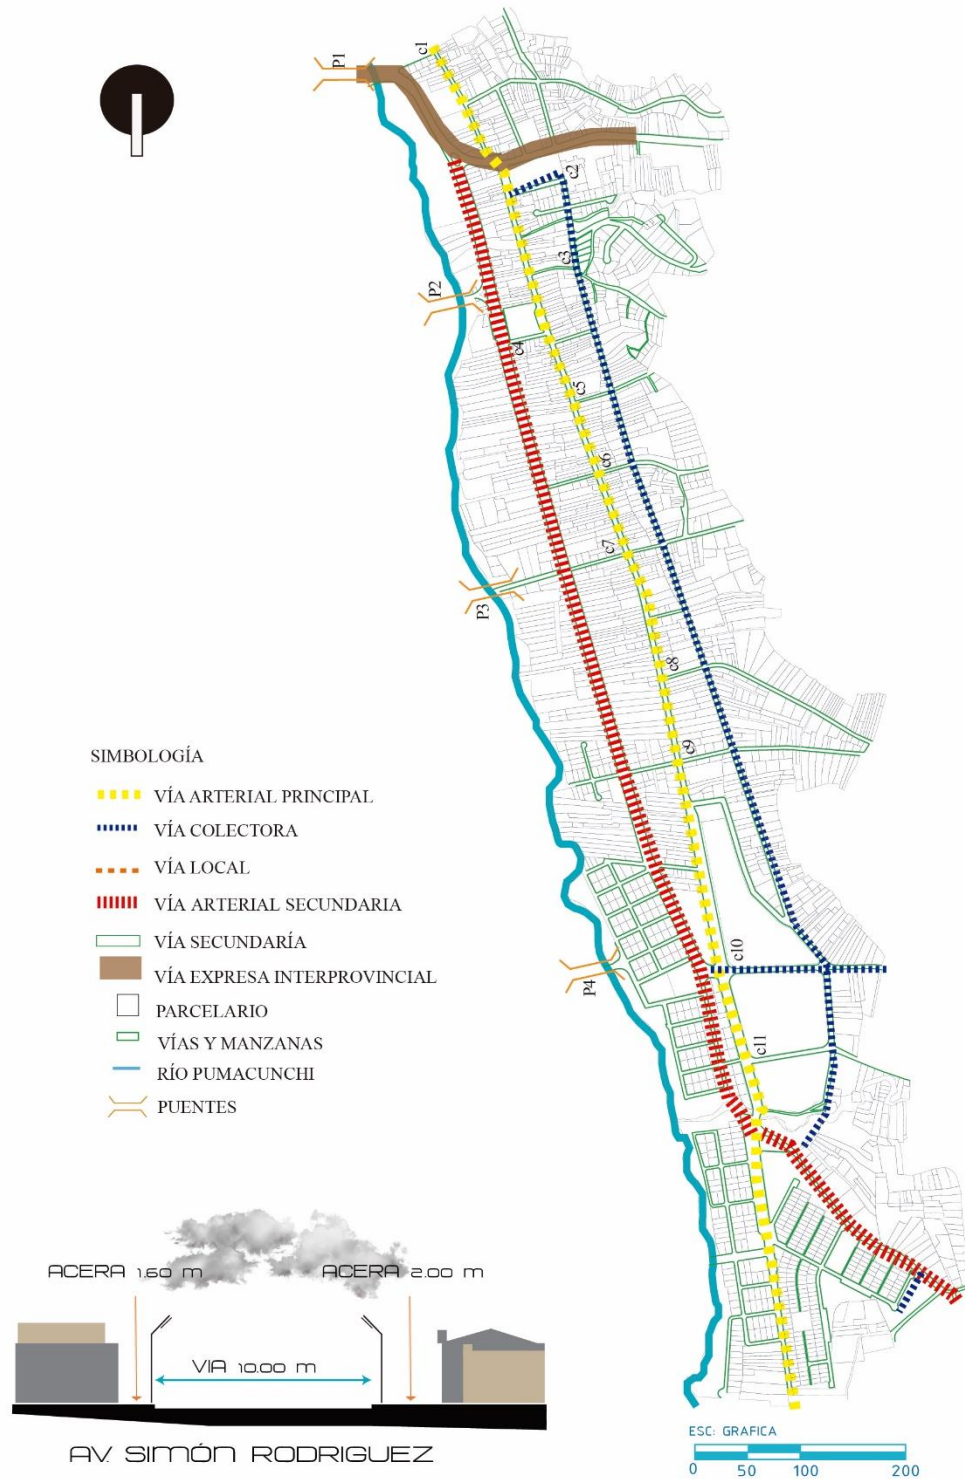 P1
c1
c2
c3
P2
c4
c5
c6
c7
P3
c8
c9
c10
P4
c11
SIMBOLOGÍA
VÍA ARTERIAL PRINCIPAL
VÍA COLECTORA
VÍA LOCAL
VÍA ARTERIAL SECUNDARIA
VÍA SECUNDARÍA
VÍA EXPRESA INTERPROVINCIAL
PARCELARIO
VÍAS Y MANZANAS
RÍO PUMACUNCHI
PUENTES
ACERA 1.60 m ACERA 2.00 m
VIA 10.00 m
AV. SIMÓN RODRIGUEZ
ESC: GRAFICA
0 50 100 200